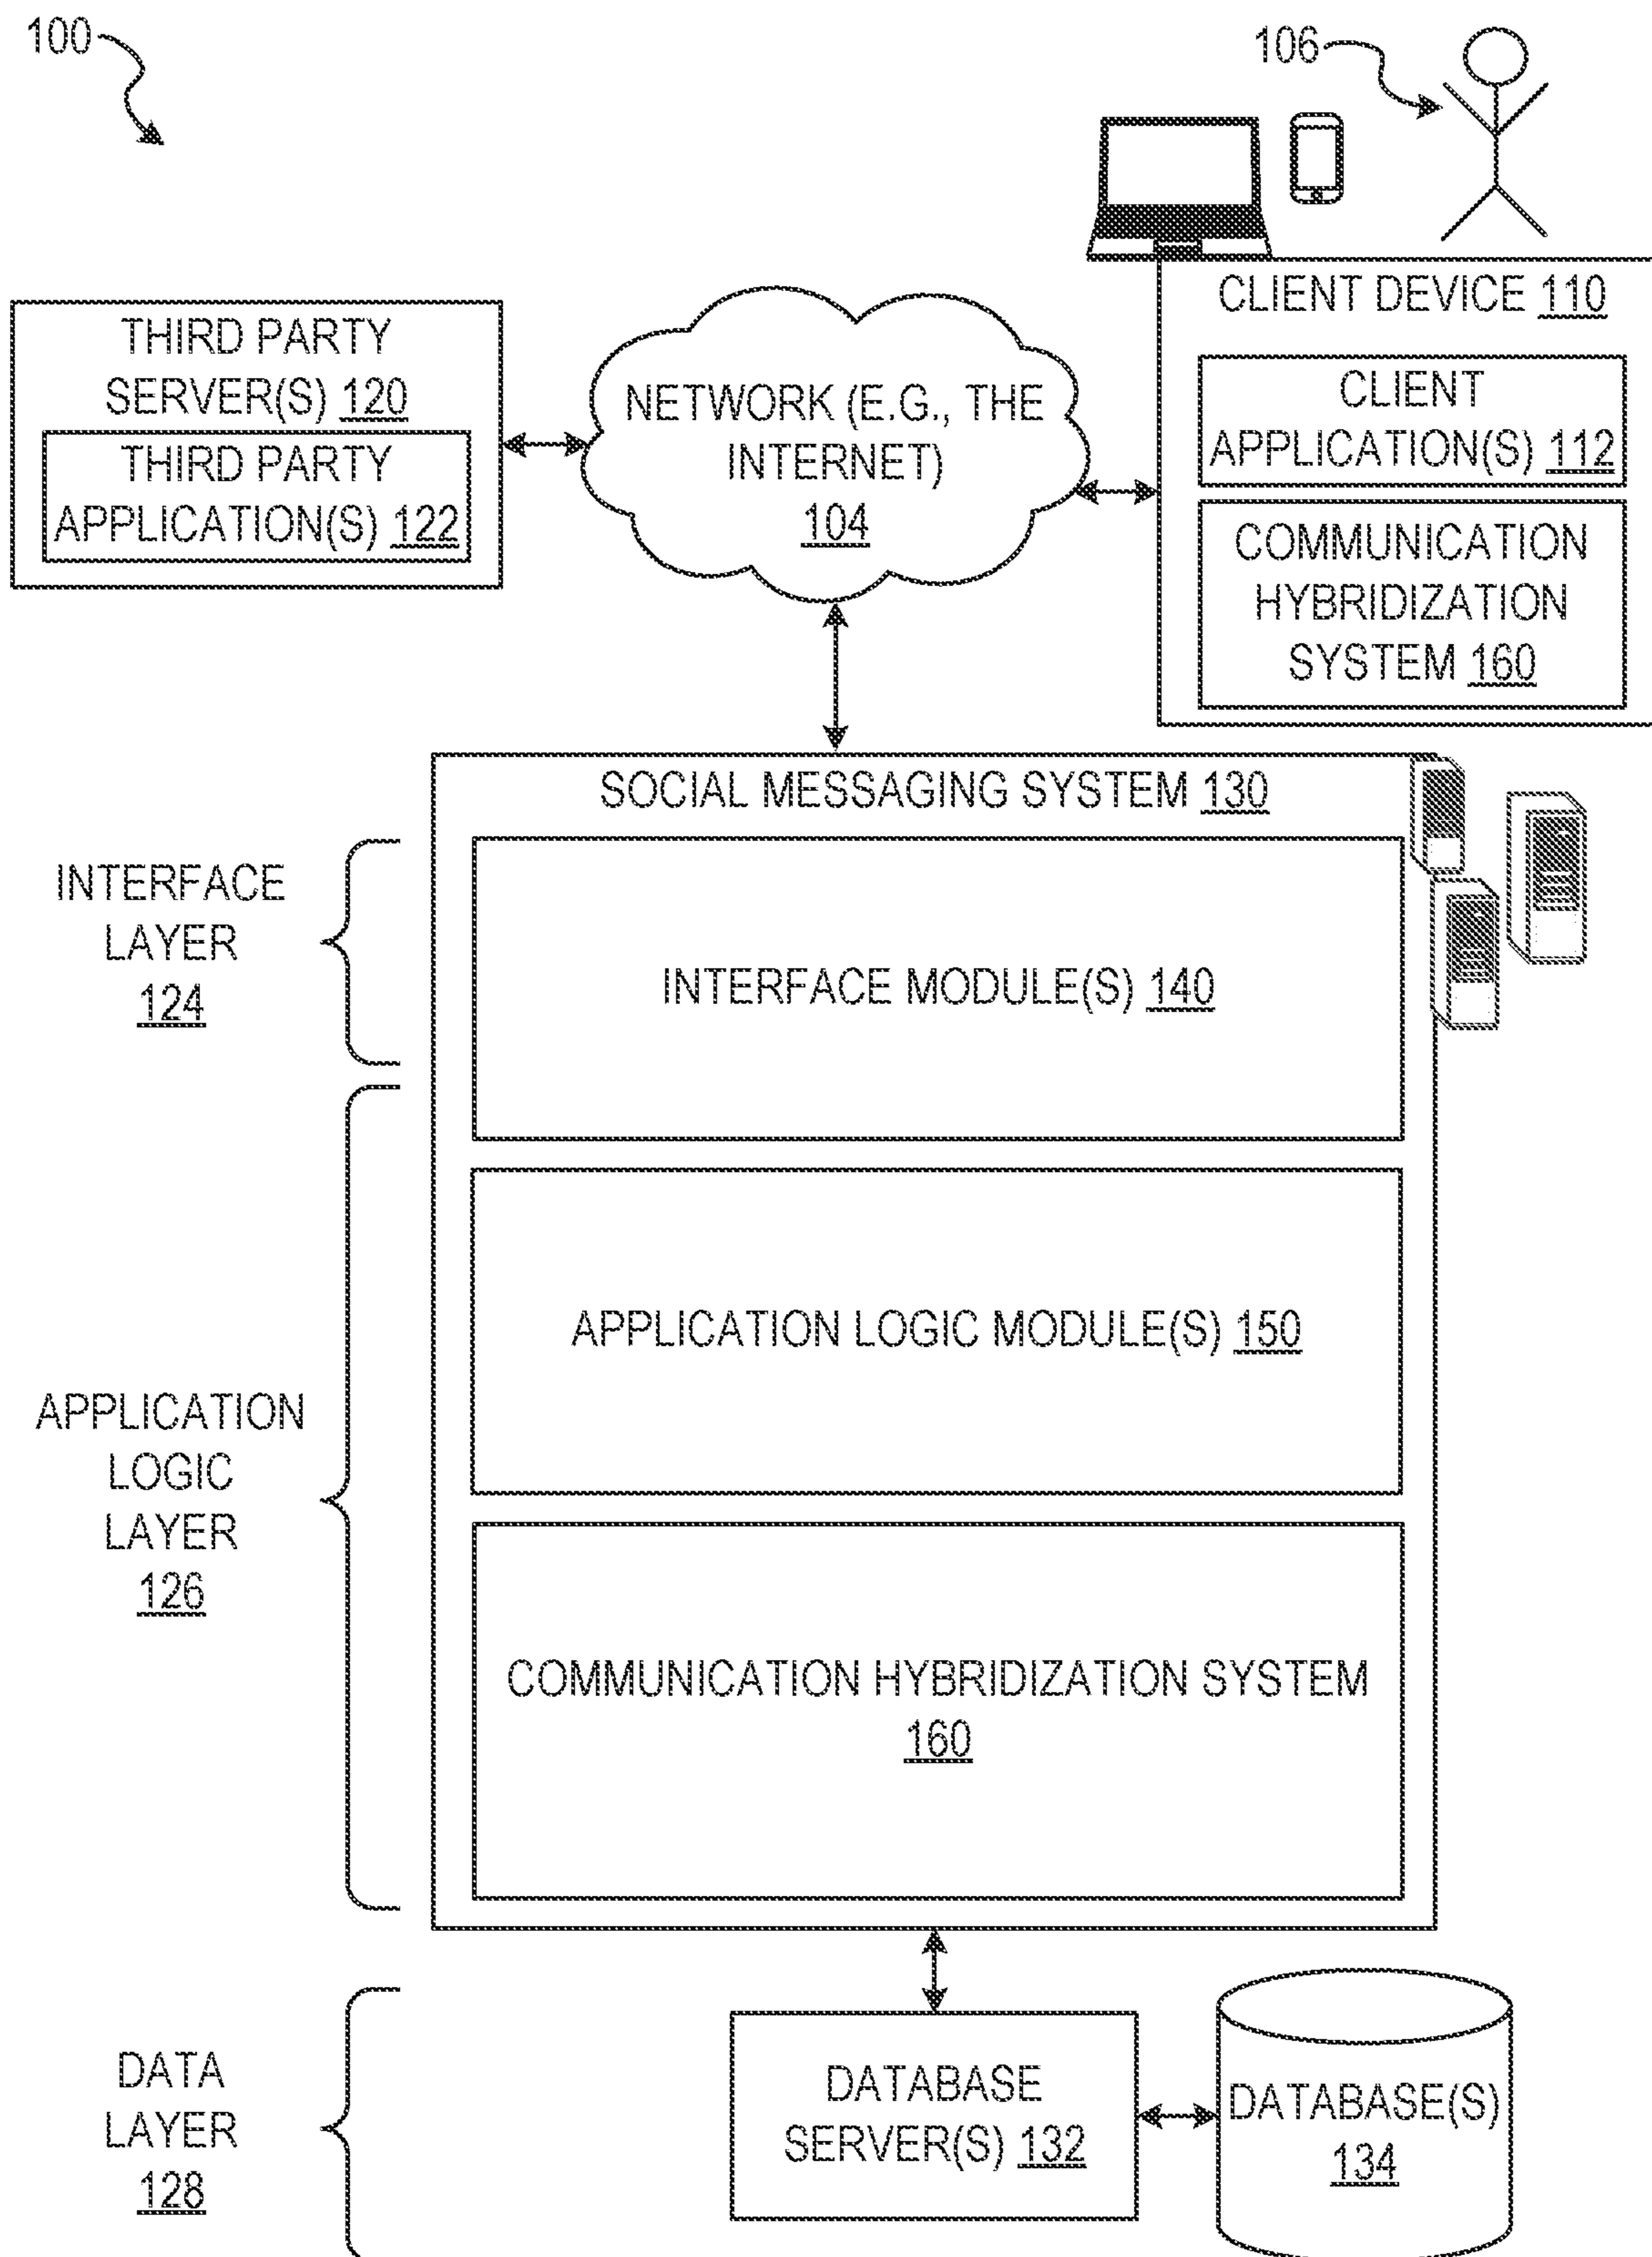 100
106
CLIENT DEVICE 110
THIRD PARTY
SERVER(S) 120
THIRD PARTY
APPLICATION(S) 122
NETWORK (E.G., THE
INTERNET)
104
CLIENT
APPLICATION(S) 112
COMMUNICATION
HYBRIDIZATION
SYSTEM 160
SOCIAL MESSAGING SYSTEM 130
INTERFACE
LAYER
124
INTERFACE MODULE(S) 140
APPLICATION LOGIC MODULE(S) 150
APPLICATION
LOGIC
LAYER
126
COMMUNICATION HYBRIDIZATION SYSTEM
160
DATA
LAYER
128
DATABASE
SERVER(S) 132
DATABASE(S)
134